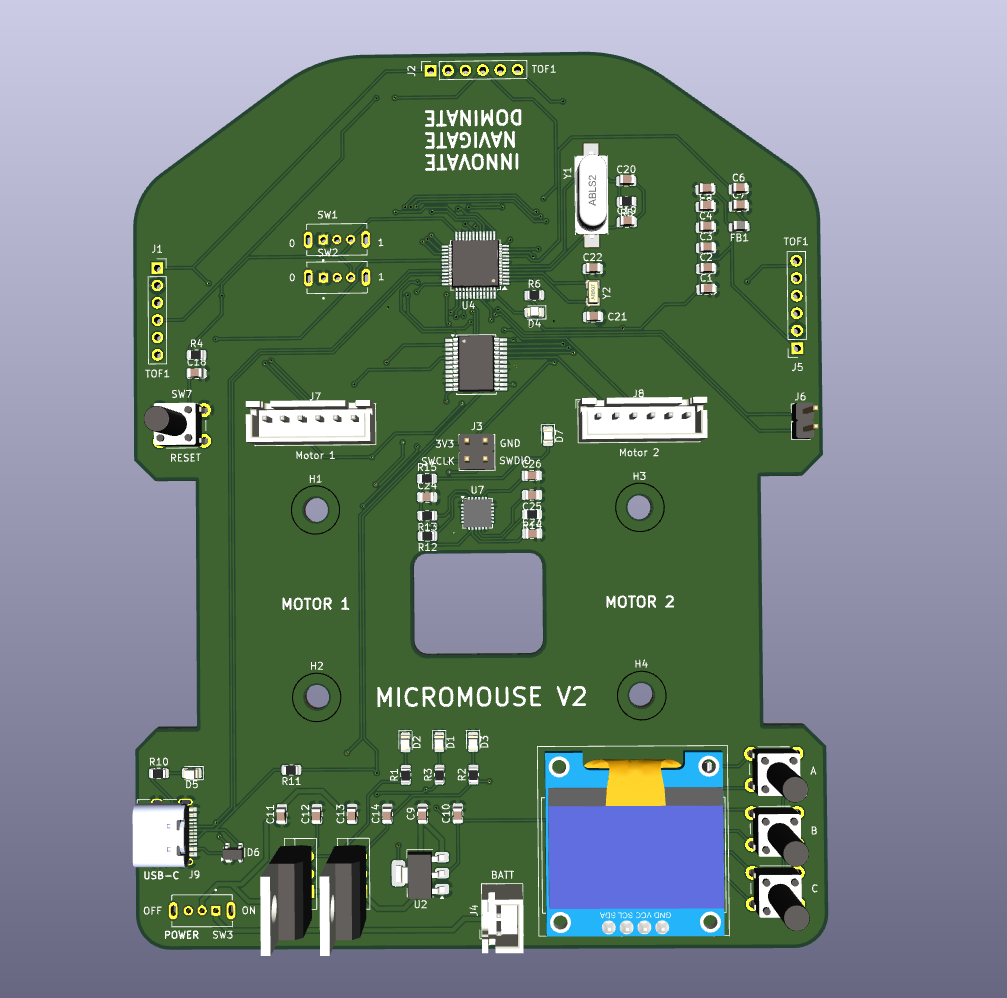 J2 TOF1
INNOVATE
NAVIGATE
DOMINATE
Y1
ABLS2
C20
C6
SW1
0 1
SW2
0 1
J1
TOF1
C4
C3
C2
C1
FB1
TOF1
J5
C22
Y2
C21
R6
D4
U4
R4
C18
TOF1
SW7
RESET
J7
Motor 1
J8
Motor 2
J6
J3
3V3 GND
SWCLK SWDIO
D7
R15
C24
C26
C25
U7
R13
R12
H1
H3
MOTOR 1
MOTOR 2
H2
H4
MICROMOUSE V2
D2 D1 D3
R1 R3 R2
R10
D5
R11
C11 C12 C13 C14 C9 C10
D6
USB-C J9
OFF ON
POWER SW3
U2
BATT
J4
GND VCC SCL SDA
A
B
C